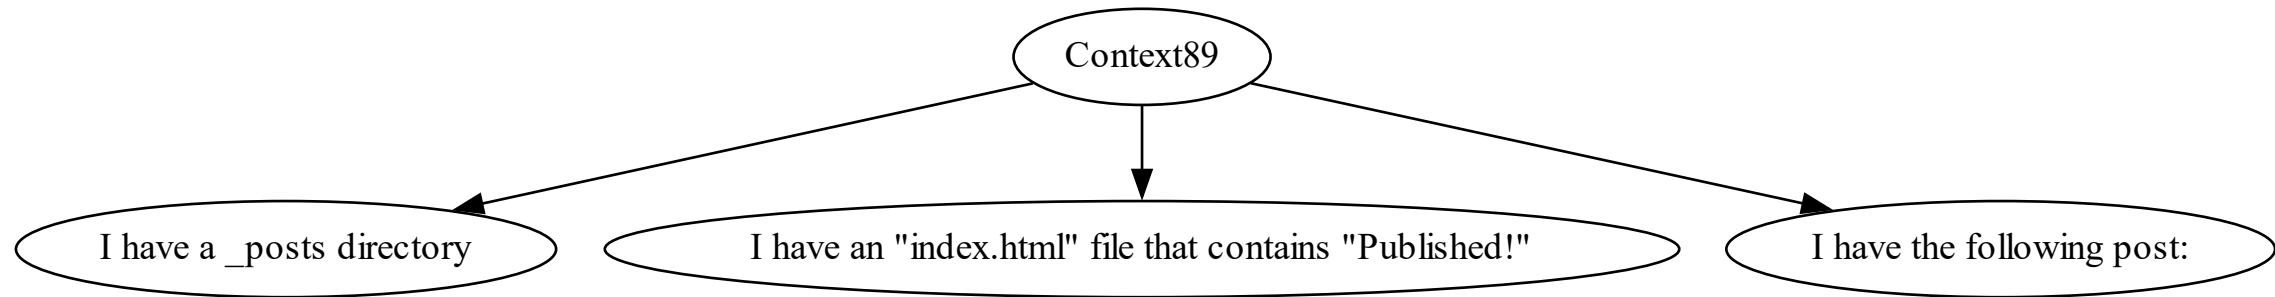 Context89
I have a _posts directory
I have an "index.html" file that contains "Published!"
I have the following post: